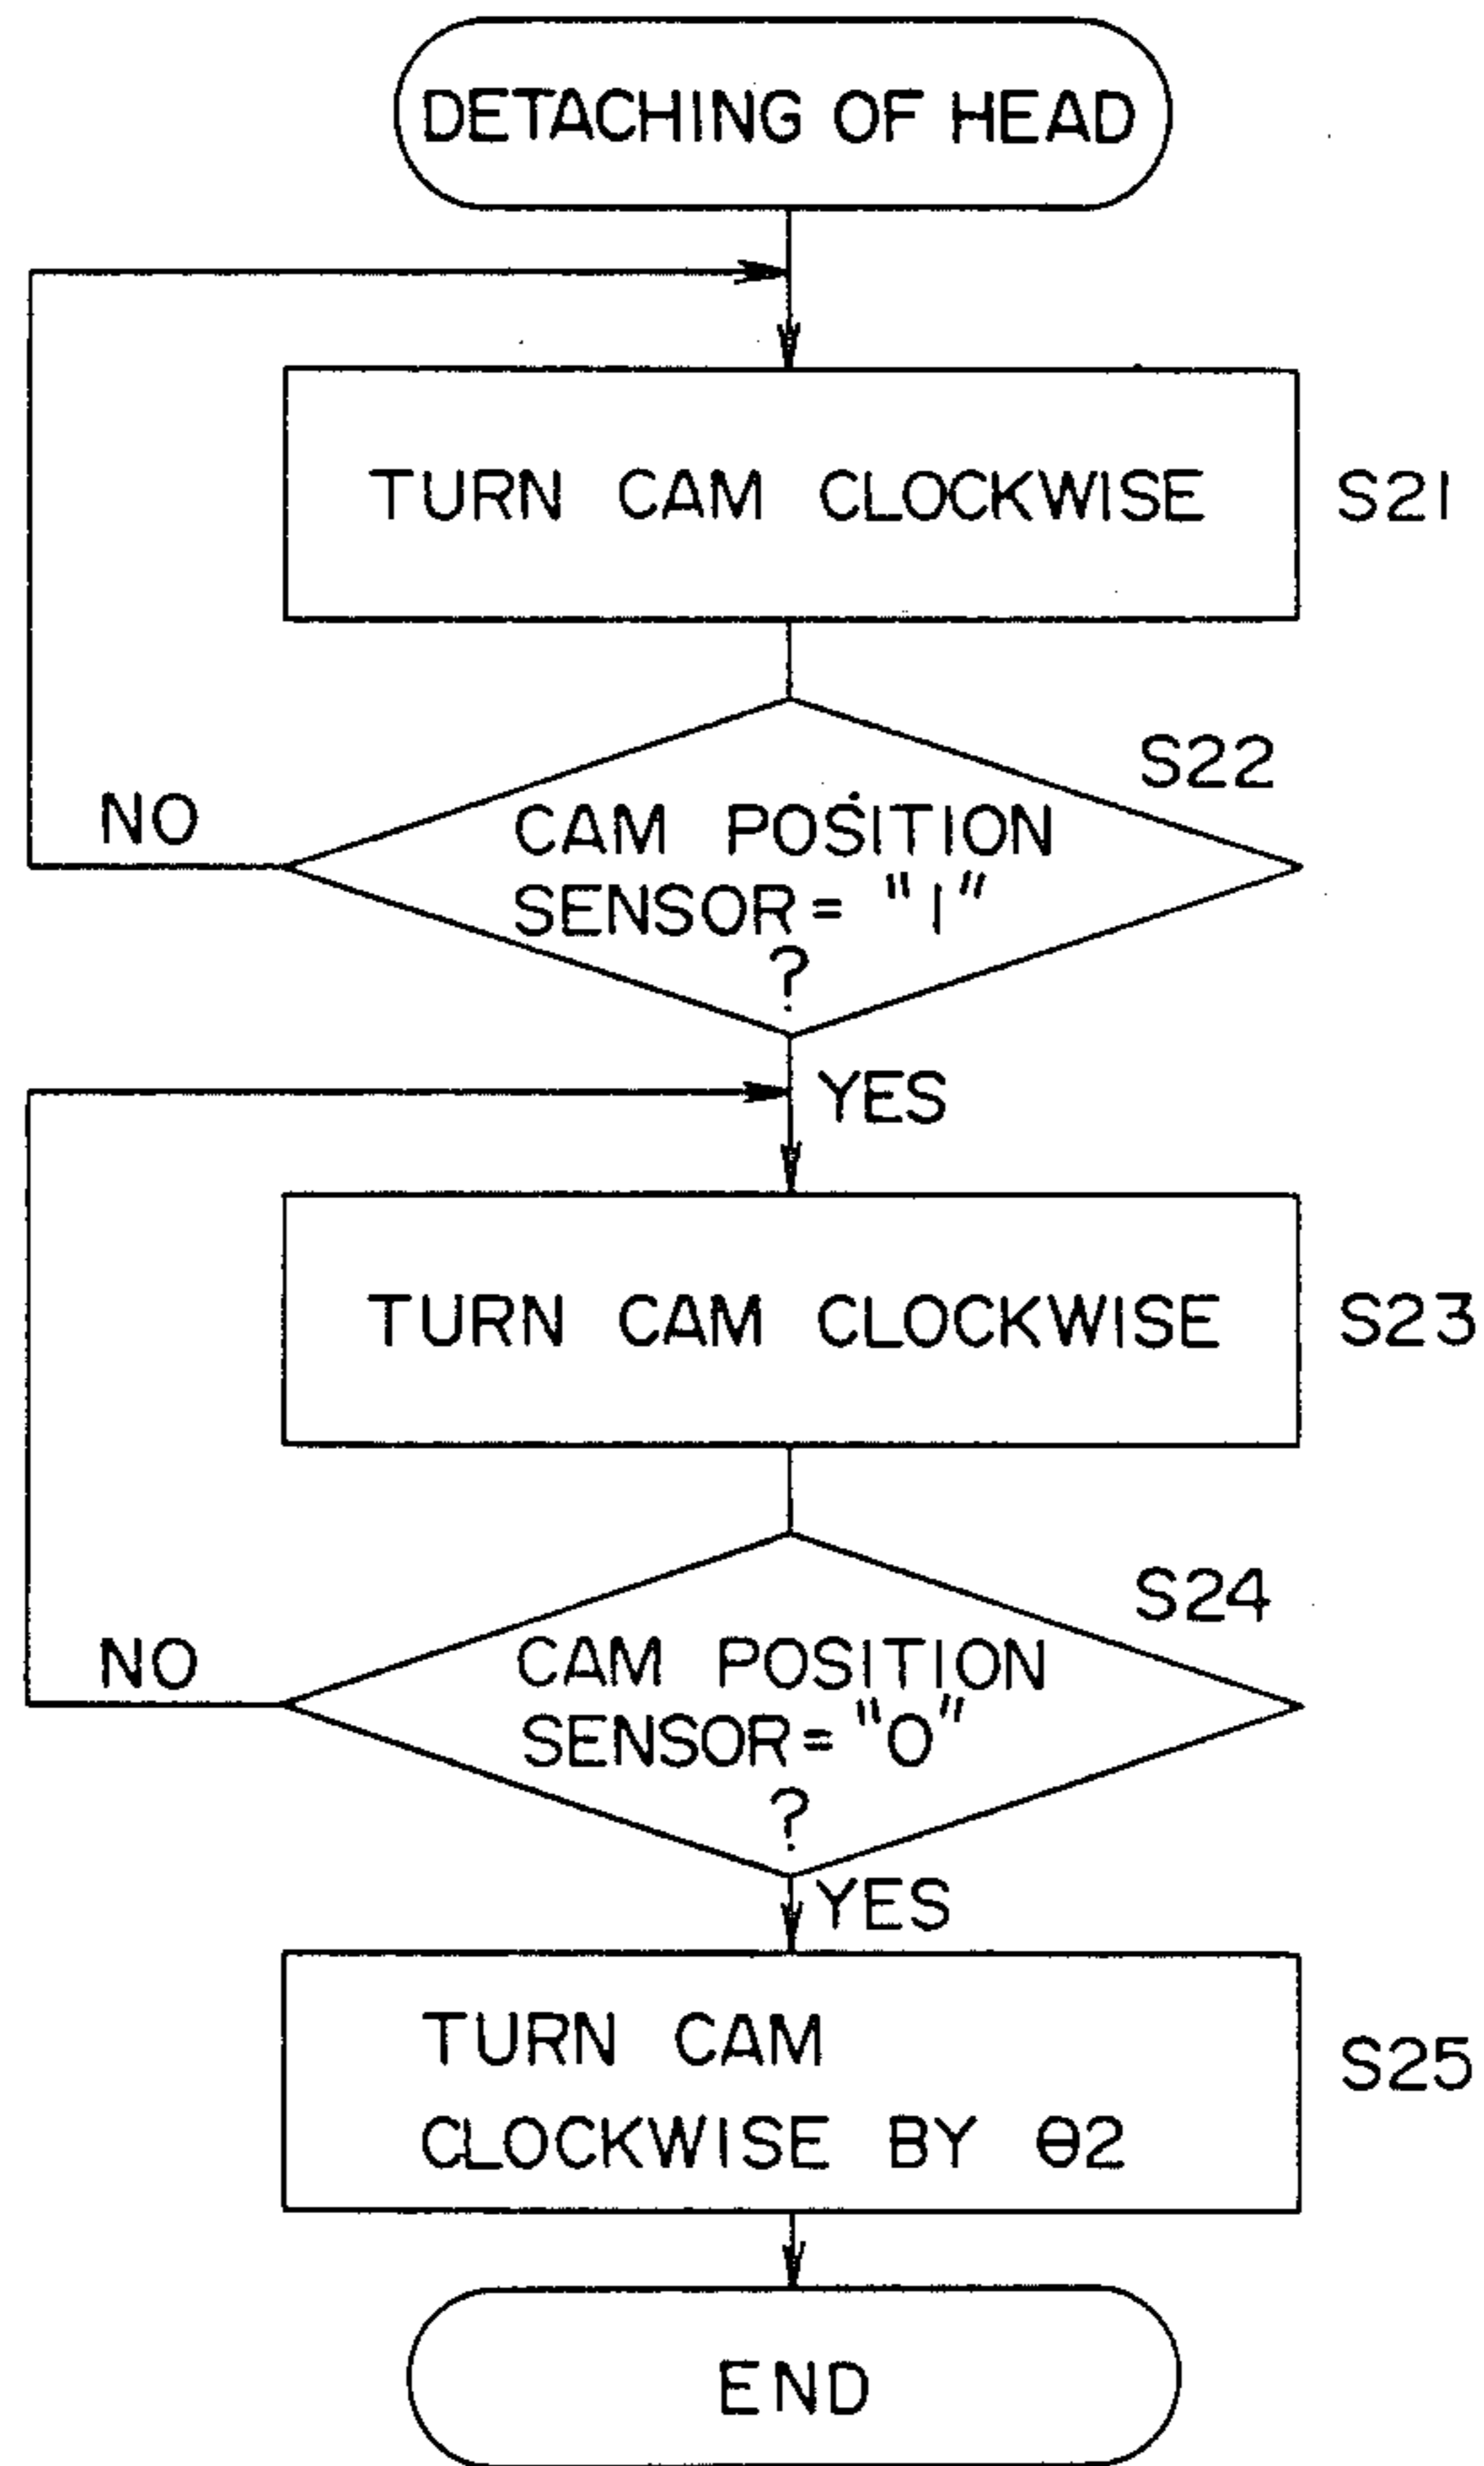 DETACHING OF HEAD
TURN CAM CLOCKWISE
S21
S22
NO
CAM POSITION
SENSOR = "1"
?
YES
TURN CAM CLOCKWISE
S23
S24
NO
CAM POSITION
SENSOR = "0"
?
YES
TURN CAM
CLOCKWISE BY θ2
S25
END